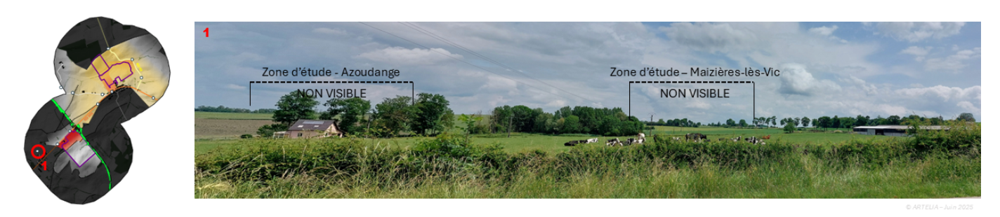 1
1
Zone d'étude - Azoudange
NON VISIBLE
Zone d'étude – Maizières-lès-Vic
NON VISIBLE
© ARTELIA – Juin 2025